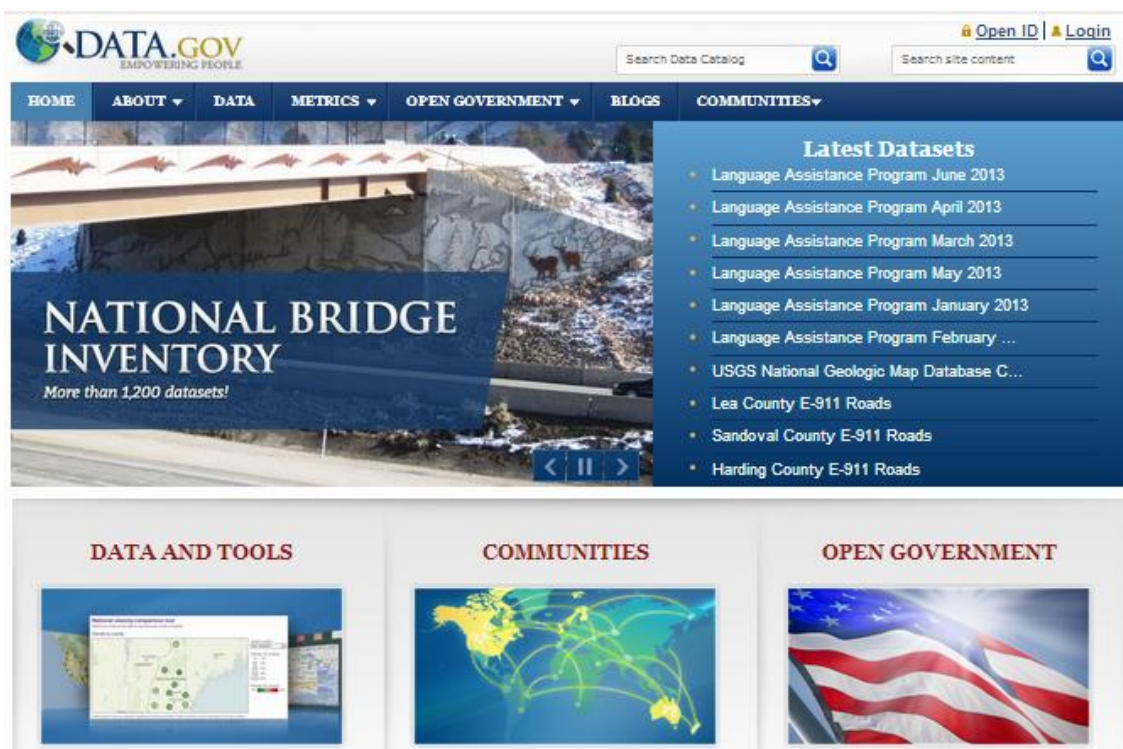 DATA.GOV
EMPOWERING PEOPLE
Open ID | Login
Search Data Catalog
Search site content
HOME ABOUT DATA METRICS OPEN GOVERNMENT BLOGS COMMUNITIES
NATIONAL BRIDGE
INVENTORY
More than 1,200 datasets!
Latest Datasets
Language Assistance Program June 2013
Language Assistance Program April 2013
Language Assistance Program March 2013
Language Assistance Program May 2013
Language Assistance Program January 2013
Language Assistance Program February ...
USGS National Geologic Map Database C...
Lea County E-911 Roads
Sandoval County E-911 Roads
Harding County E-911 Roads
DATA AND TOOLS
COMMUNITIES
OPEN GOVERNMENT
National obesity comparison tool